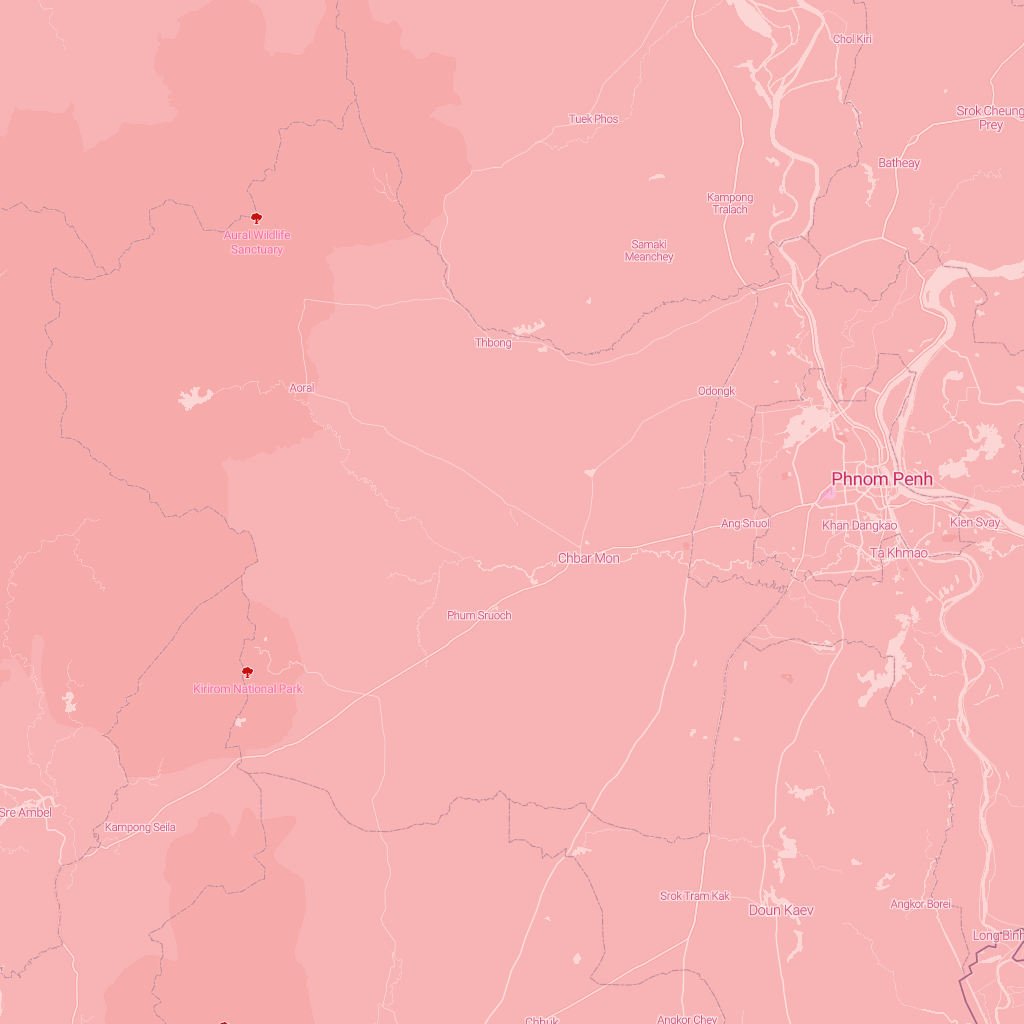 Chol Kiri
Srok Cheung
Prey
Tuek Phos
Batheay
Kampong
Tralach
Aural Wildlife
Sanctuary
Samaki
Meanchey
Thbong
Aoral
Odongk
Phnom Penh
Ang Snuol
Khan Dangkao
Kien Svay
Ta Khmao
Chbar Mon
Phum Sruoch
Kirirom National Park
Sre Ambel
Kampong Seila
Srok Tram Kak
Doun Kaev
Angkor Borei
Long Bình
Chhuk
Angkor Chey